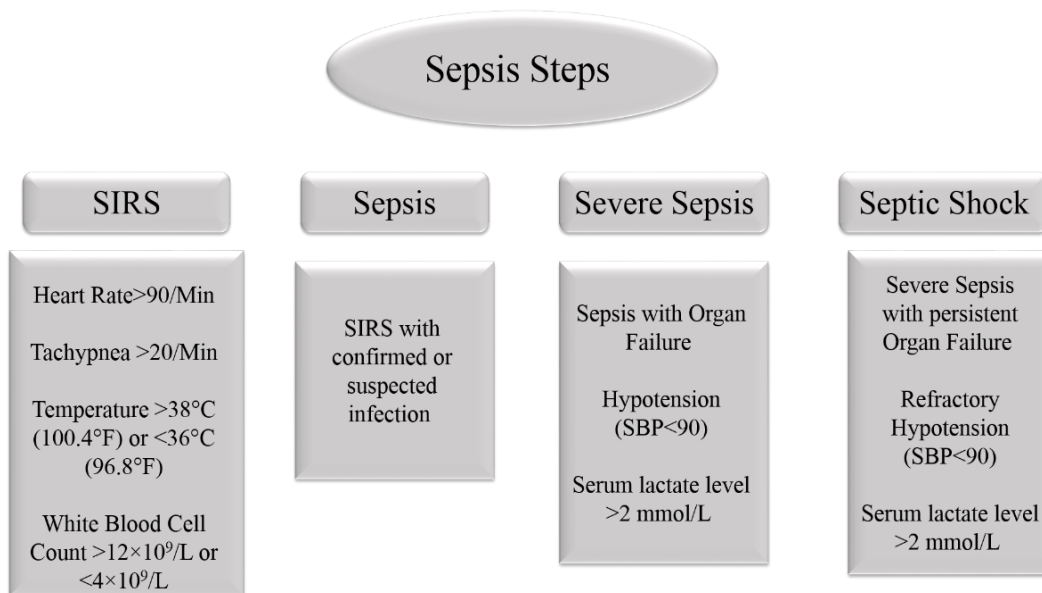 Sepsis Steps
SIRS
Heart Rate>90/Min
Tachypnea >20/Min
Temperature >38°C
(100.4°F) or <36°C
(96.8°F)
White Blood Cell
Count >12×10⁹/L or
<4×10⁹/L
Sepsis
SIRS with
confirmed or
suspected
infection
Severe Sepsis
Sepsis with Organ
Failure
Hypotension
(SBP<90)
Serum lactate level
>2 mmol/L
Septic Shock
Severe Sepsis
with persistent
Organ Failure
Refractory
Hypotension
(SBP<90)
Serum lactate level
>2 mmol/L